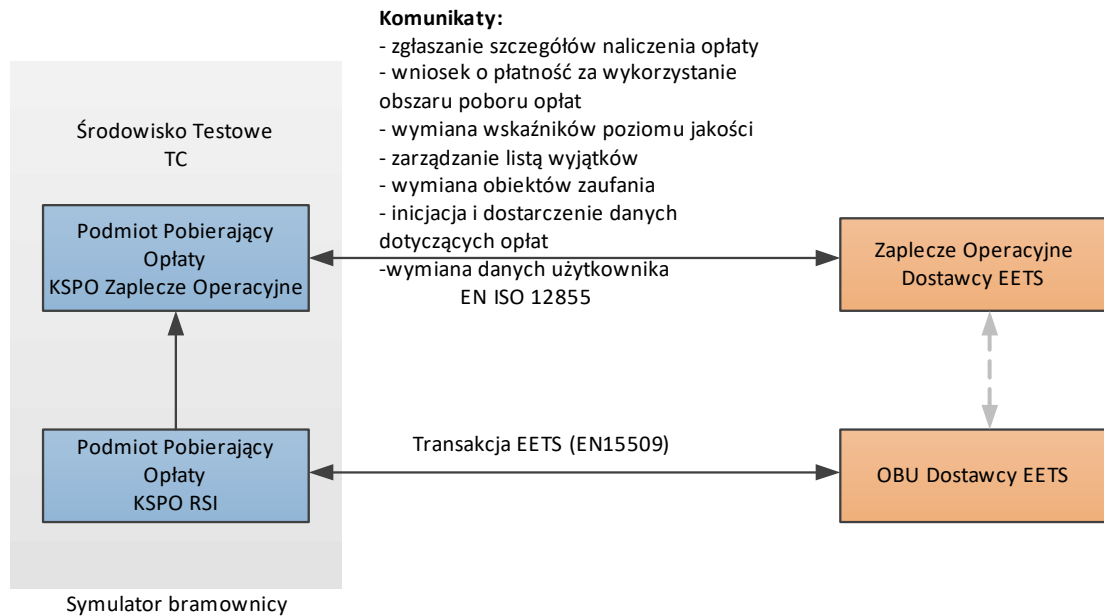 Komunikaty:
- zgłaszanie szczegółów naliczenia opłaty
- wniosek o płatność za wykorzystanie
obszaru poboru opłat
- wymiana wskaźników poziomu jakości
- zarządzanie listą wyjątków
- wymiana obiektów zaufania
- inicjacja i dostarczenie danych
dotyczących opłat
-wymiana danych użytkownika
EN ISO 12855
Środowisko Testowe
TC
Podmiot Pobierający
Opłaty
KSPO Zaplecze Operacyjne
Zaplecze Operacyjne
Dostawcy EETS
Podmiot Pobierający
Opłaty
KSPO RSI
Transakcja EETS (EN15509)
OBU Dostawcy EETS
Symulator bramownicy